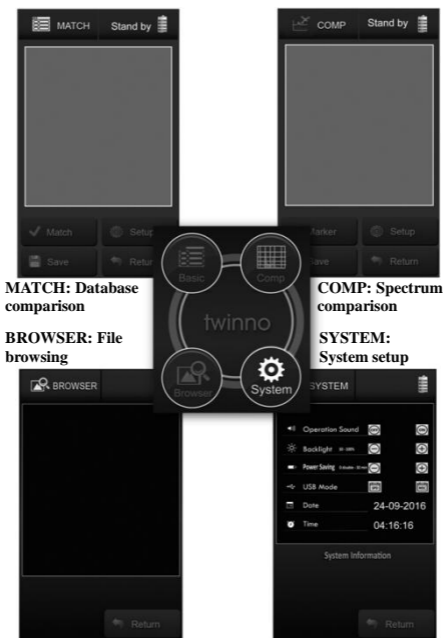 MATCH Stand by
COMP Stand by
Match Setup
Save Return
Marker Setup
Save Return
Basic Comp
twinno
Browser System
MATCH: Database
comparison
COMP: Spectrum
comparison
BROWSER: File
browsing
SYSTEM:
System setup
BROWSER
Return
SYSTEM
Operation Sound
Backlight
Power Saving
USB Mode
Date 24-09-2016
Time 04:16:16
System Information
Return